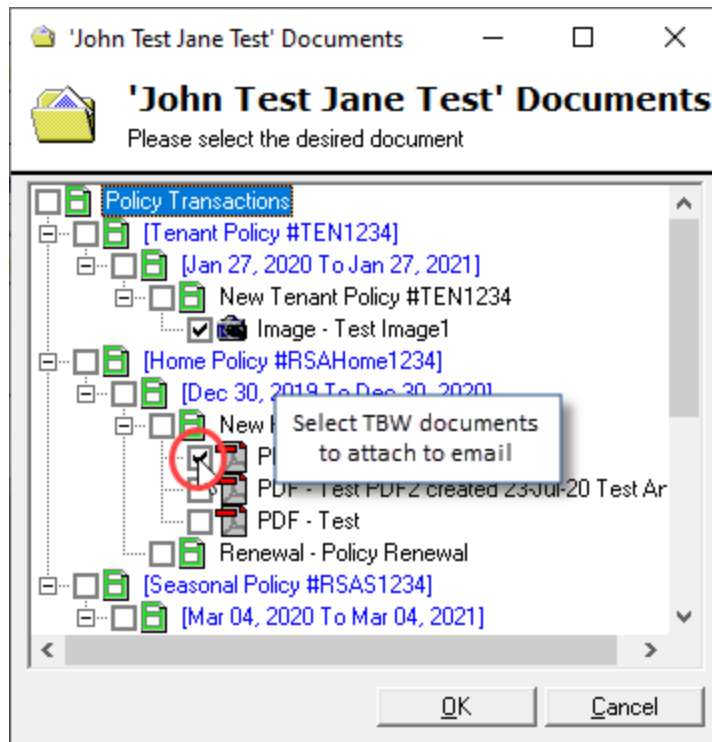 'John Test Jane Test' Documents
'John Test Jane Test' Documents
Please select the desired document
Policy Transactions
[Tenant Policy #TEN1234]
[Jan 27, 2020 To Jan 27, 2021]
New Tenant Policy #TEN1234
Image - Test Image1
[Home Policy #RSAHome1234]
[Dec 30, 2019 To Dec 30, 2020]
New
Select TBW documents
to attach to email
PDF - Test PDF2 created 23-Jul-20 Test
PDF - Test
Renewal - Policy Renewal
[Seasonal Policy #RSAS1234]
[Mar 04, 2020 To Mar 04, 2021]
OK
Cancel